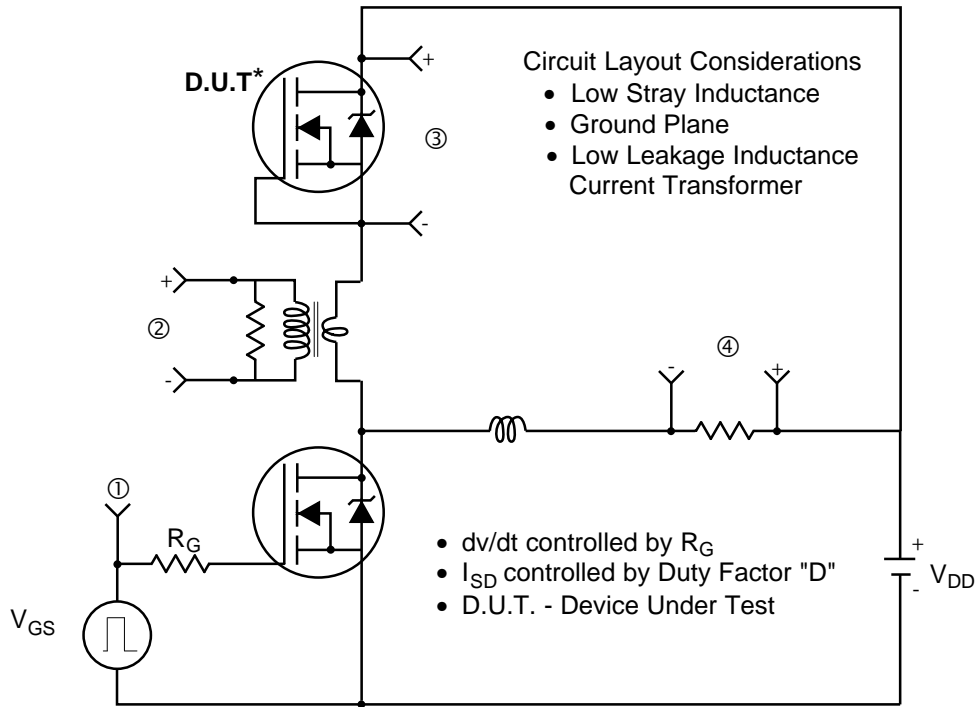 D.U.T*
+
③
-
Circuit Layout Considerations
• Low Stray Inductance
• Ground Plane
• Low Leakage Inductance
Current Transformer
+
②
-
④
-
+
①
RG
VGS
• dv/dt controlled by RG
• ISD controlled by Duty Factor "D"
• D.U.T. - Device Under Test
+
VDD
-